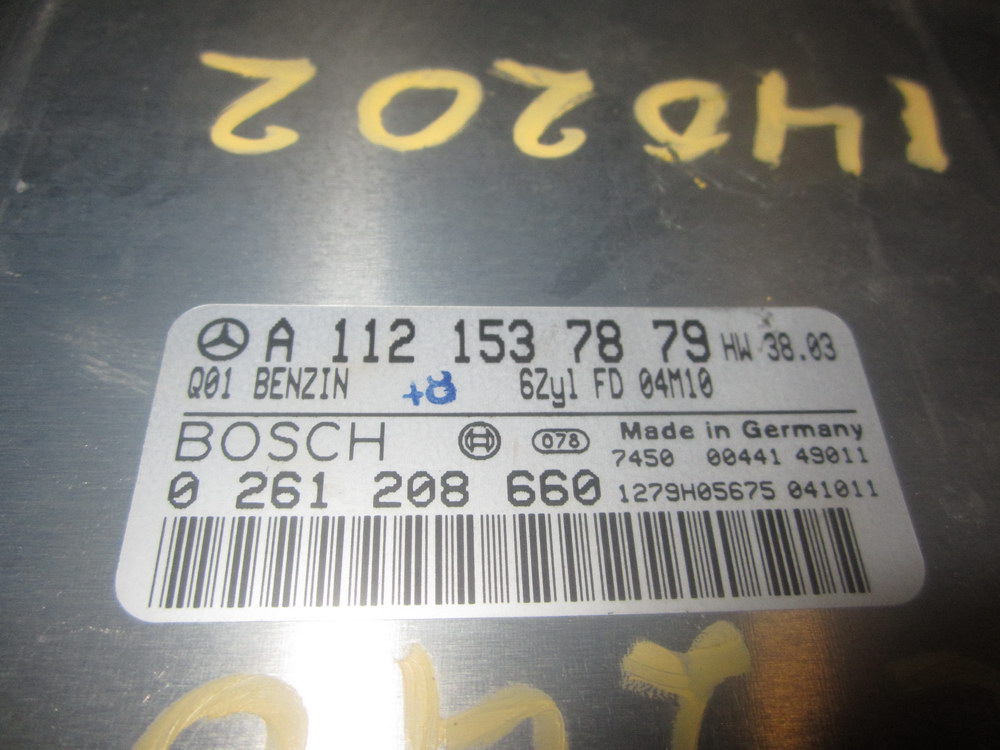 140202
A 112 153 78 79 HW 38.03
Q01 BENZIN +8 6Zyl FD 04M10
BOSCH 078 Made in Germany
7450 00441 49011
0 261 208 660 1279H05675 041011